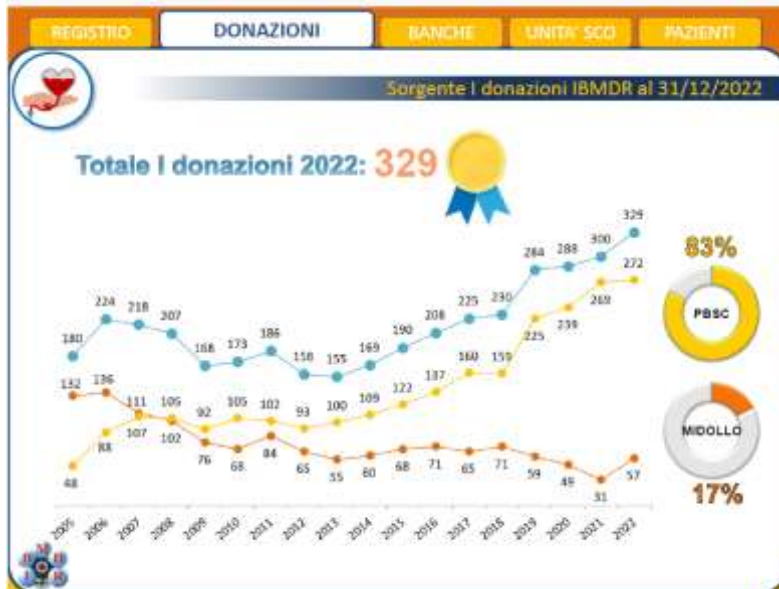 REGISTRO
DONAZIONI
BANCHE
UNITA' SCO
PAZIENTI
Sorgente I donazioni IBMDR al 31/12/2022
Totale I donazioni 2022: 329
180 224 218 207 168 173 186 158 155 169 190 208 225 230 284 288 300 329
48 88 107 105 92 105 102 93 100 109 122 137 160 159 225 239 269 272
132 136 111 102 76 68 84 65 55 60 68 71 65 71 59 49 31 57
2005 2006 2007 2008 2009 2010 2011 2012 2013 2014 2015 2016 2017 2018 2019 2020 2021 2022
83%
PBSC
MIDOLLO
17%